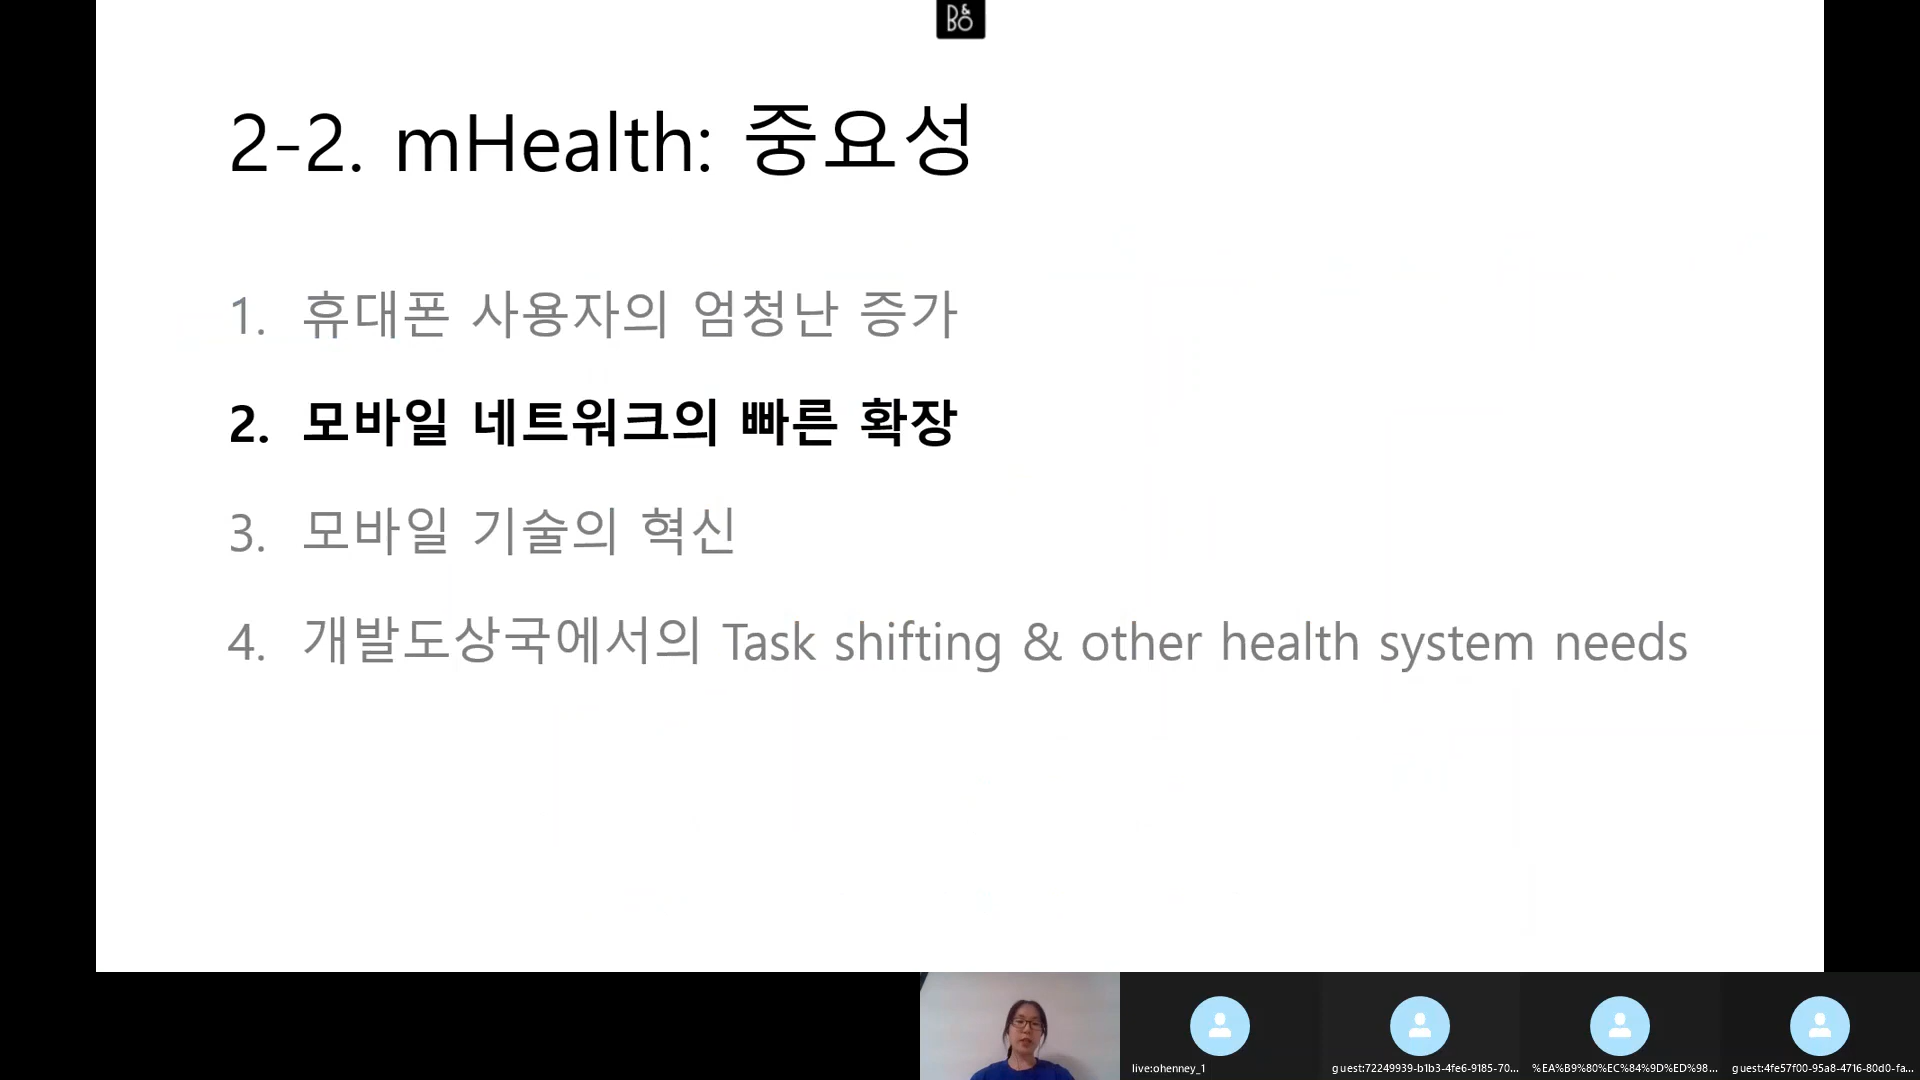 B&O
2-2. mHealth: 중요성
1. 휴대폰 사용자의 엄청난 증가
2. 모바일 네트워크의 빠른 확장
3. 모바일 기술의 혁신
4. 개발도상국에서의 Task shifting & other health system needs
live:ohenney_1
guest:72249939-b1b3-4fe6-9185-70...
%EA%B9%80%EC%84%9D%ED%98...
guest:4fe57f00-95a8-4716-80d0-fa...